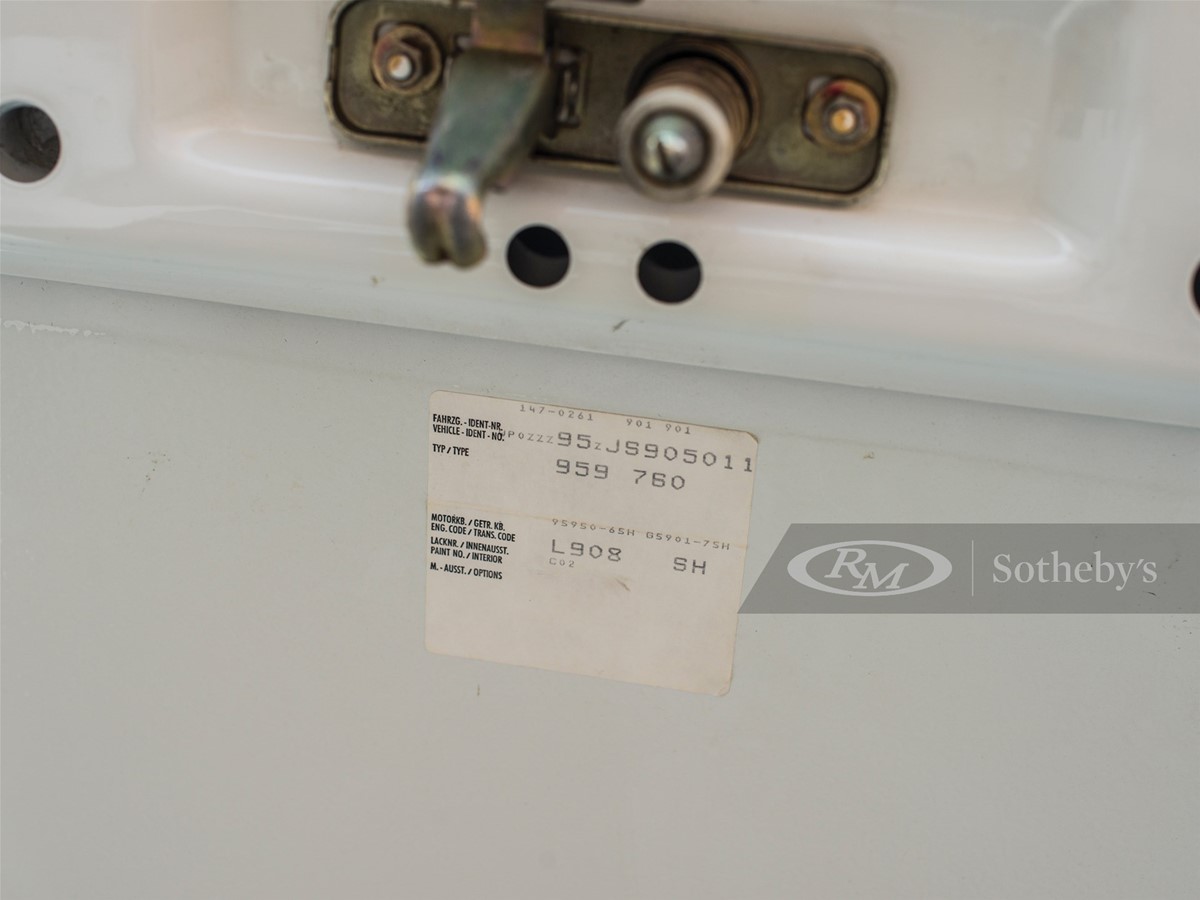 147-0261 901 901
FAHRZG. - IDENT-NR.
VEHICLE - IDENT - NO. WP0ZZZ95ZJS905011
TYP / TYPE 959 760
MOTORKB. / GETR. KB.
ENG. CODE / TRANS. CODE 95950-6SH G5901-7SH
LACKNR. / INNENAUSST.
PAINT NO. / INTERIOR L908 SH
M. - AUSST. / OPTIONS C02
RM Sotheby's